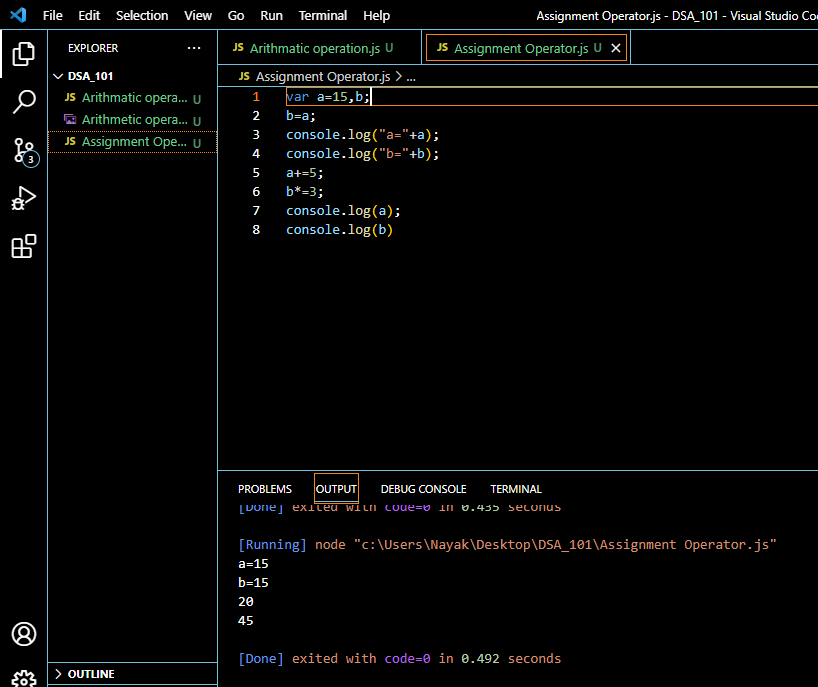 File Edit Selection View Go Run Terminal Help Assignment Operator.js - DSA_101 - Visual Studio Co
EXPLORER ...
JS Arithmatic operation.js U JS Assignment Operator.js U
DSA_101
JS Assignment Operator.js > ...
JS Arithmatic opera... U
Arithmetic opera... U
JS Assignment Ope... U
3
1 var a=15,b;
2 b=a;
3 console.log("a="+a);
4 console.log("b="+b);
5 a+=5;
6 b*=3;
7 console.log(a);
8 console.log(b)
PROBLEMS OUTPUT DEBUG CONSOLE TERMINAL
[Done] exited with code=0 in 0.435 seconds
[Running] node "c:\Users\Nayak\Desktop\DSA_101\Assignment Operator.js"
a=15
b=15
20
45
[Done] exited with code=0 in 0.492 seconds
OUTLINE